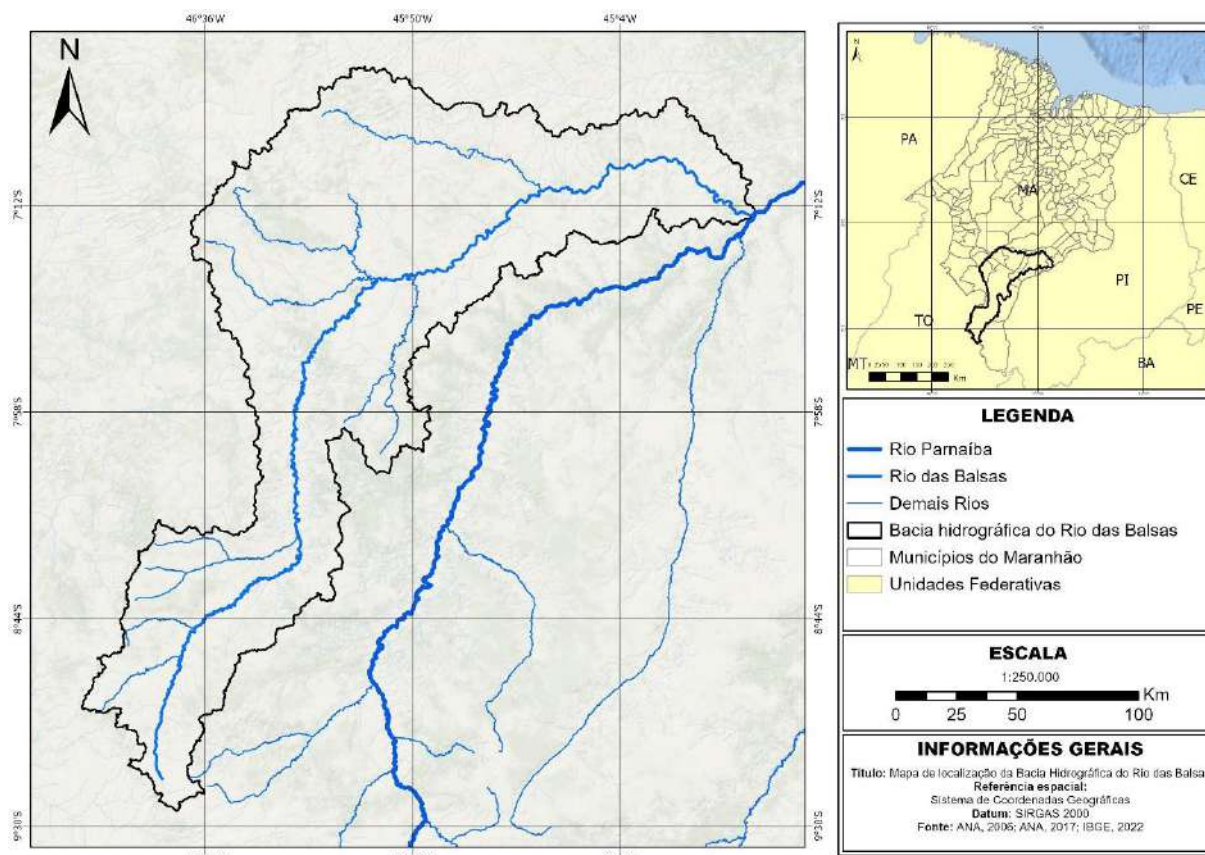 46°36'W 45°50'W 45°4'W
N
7°12'S 7°12'S
7°58'S 7°58'S
8°44'S 8°44'S
9°30'S 9°30'S
N
PA
MA
CE
PI
TO
PE
MT
BA
Km
LEGENDA
Rio Parnaíba
Rio das Balsas
Demais Rios
Bacia hidrográfica do Rio das Balsas
Municípios do Maranhão
Unidades Federativas
ESCALA
1:250.000
Km
0 25 50 100
INFORMAÇÕES GERAIS
Título: Mapa de localização da Bacia Hidrográfica do Rio das Balsa
Referência espacial:
Sistema de Coordenadas Geográficas
Datum: SIRGAS 2000
Fonte: ANA, 2006; ANA, 2017; IBGE, 2022